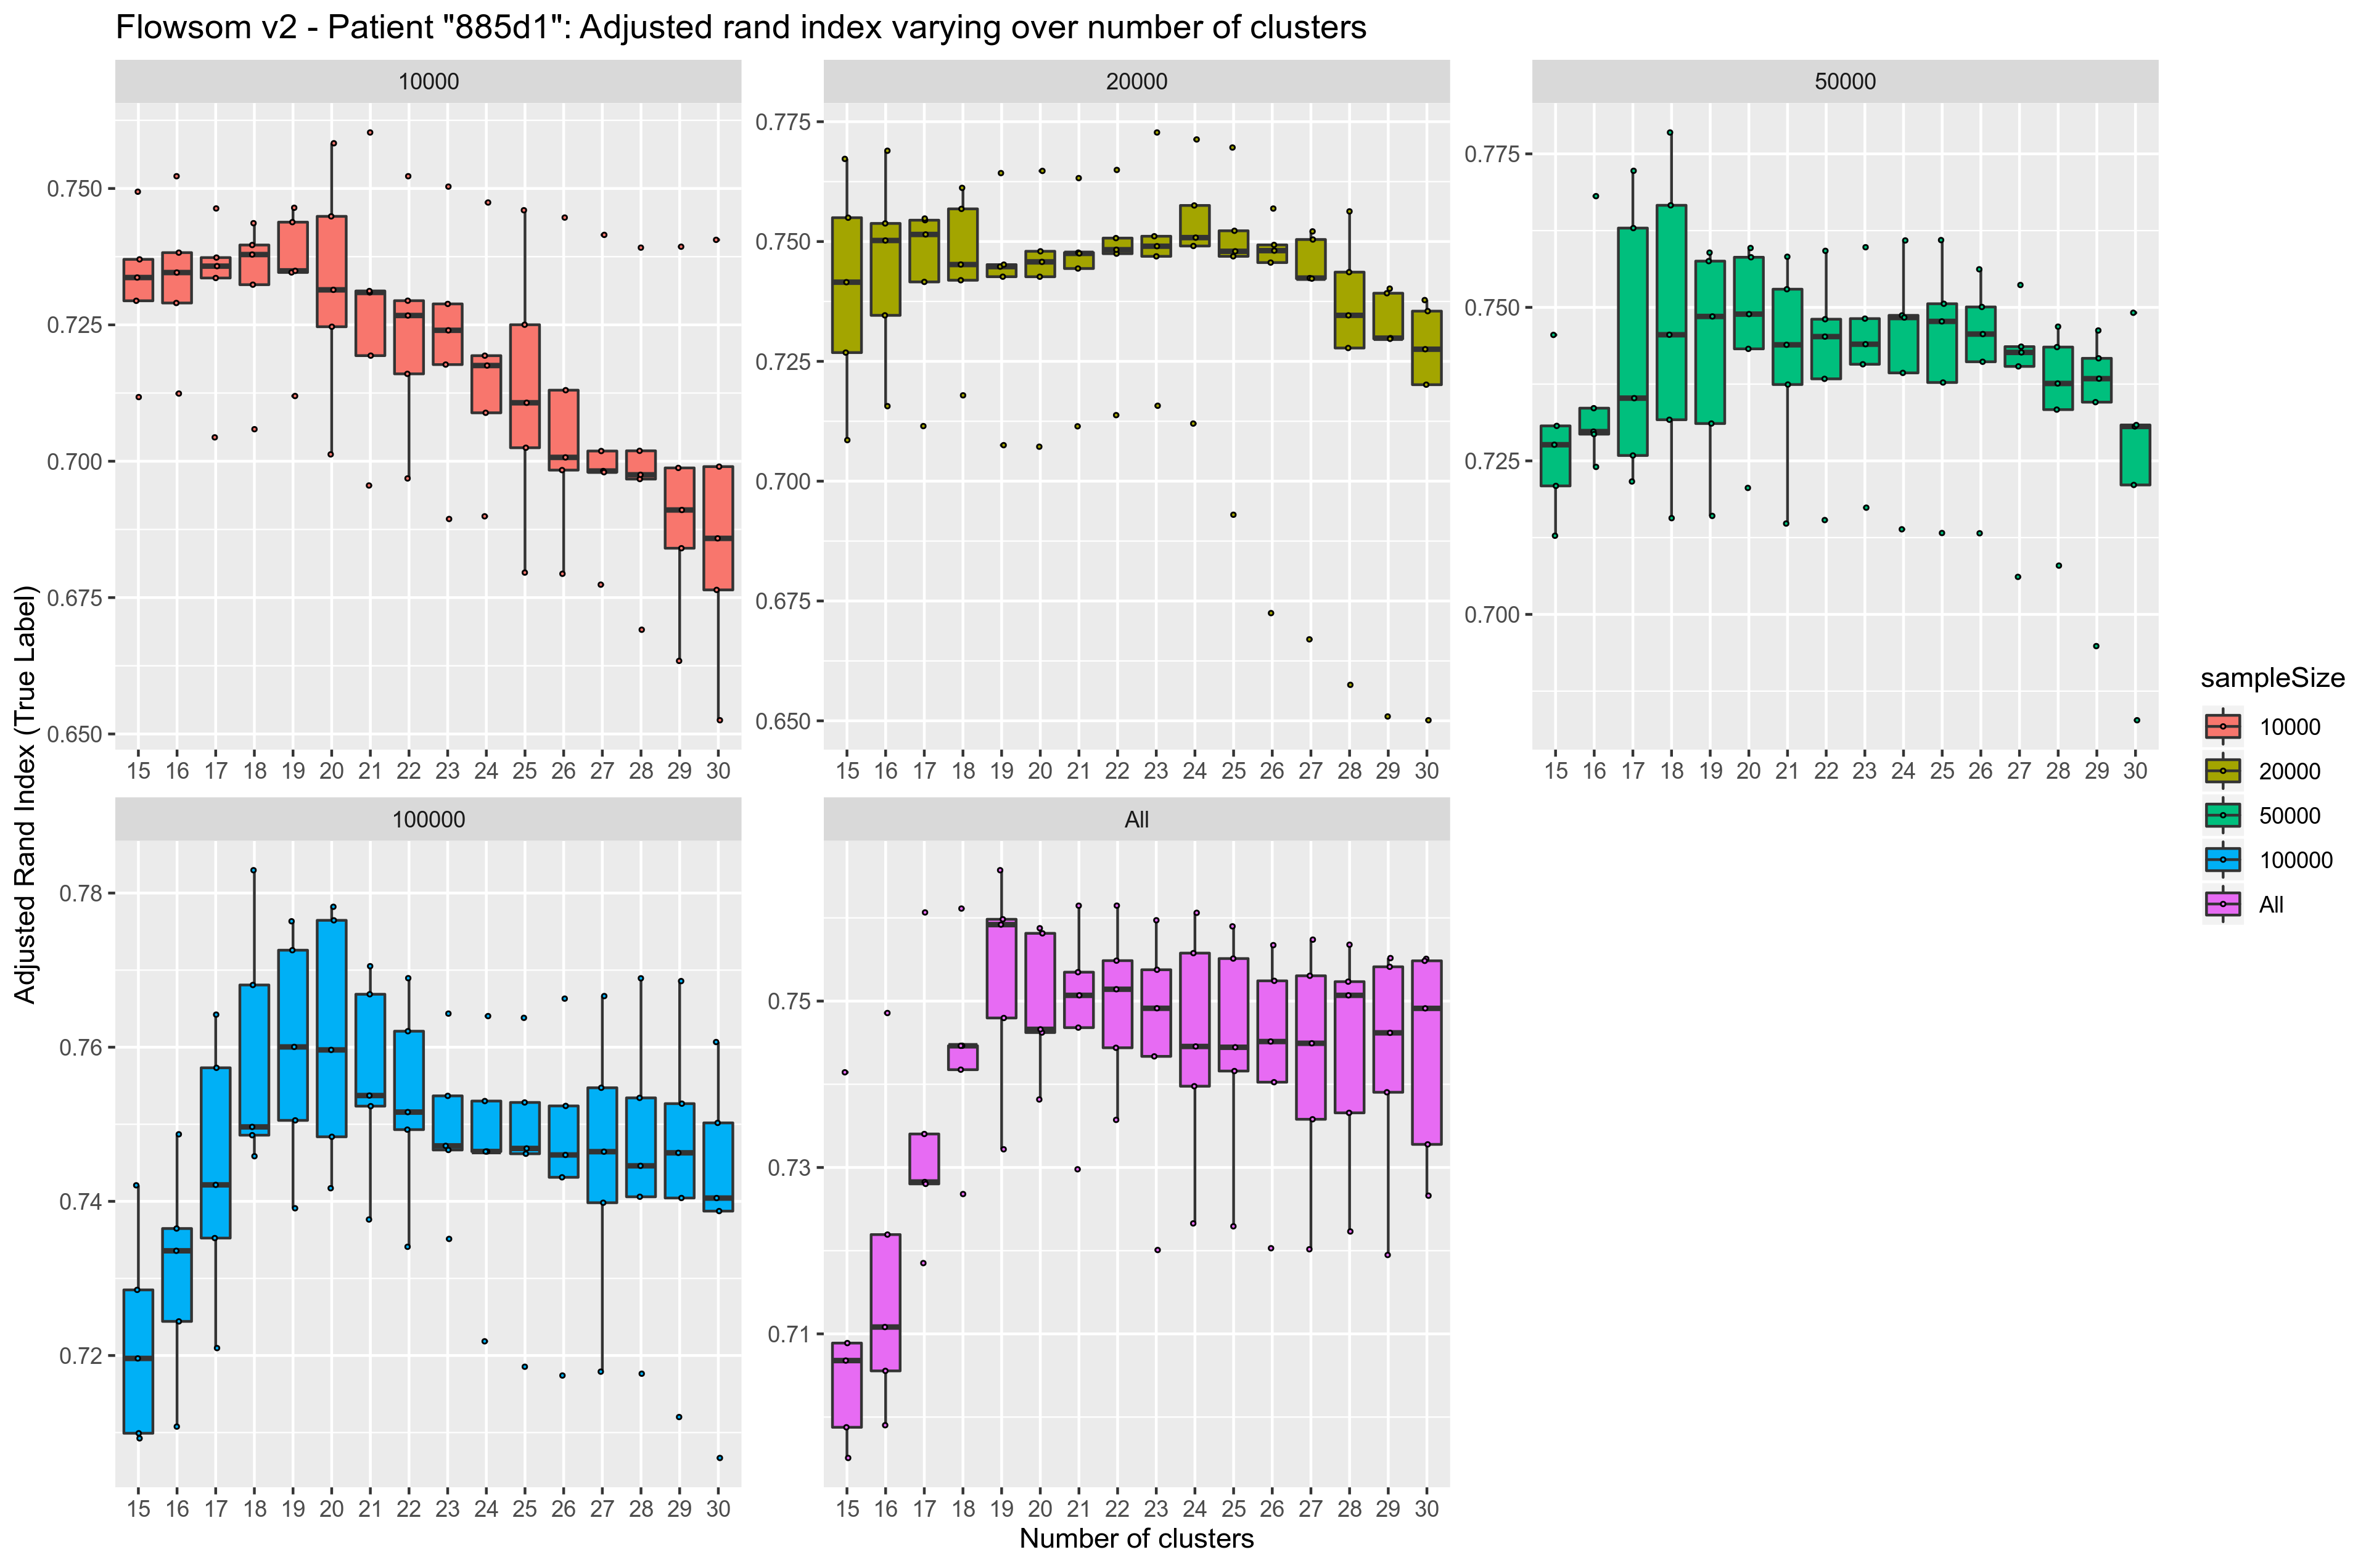 Flowsom v2 - Patient "885d1": Adjusted rand index varying over number of clusters
10000
0.750
0.725
0.700
0.675
0.650
15 16 17 18 19 20 21 22 23 24 25 26 27 28 29 30
20000
0.775
0.750
0.725
0.700
0.675
0.650
15 16 17 18 19 20 21 22 23 24 25 26 27 28 29 30
50000
0.775
0.750
0.725
0.700
15 16 17 18 19 20 21 22 23 24 25 26 27 28 29 30
Adjusted Rand Index (True Label)
100000
0.78
0.76
0.74
0.72
15 16 17 18 19 20 21 22 23 24 25 26 27 28 29 30
All
0.75
0.73
0.71
15 16 17 18 19 20 21 22 23 24 25 26 27 28 29 30
Number of clusters
sampleSize
10000
20000
50000
100000
All